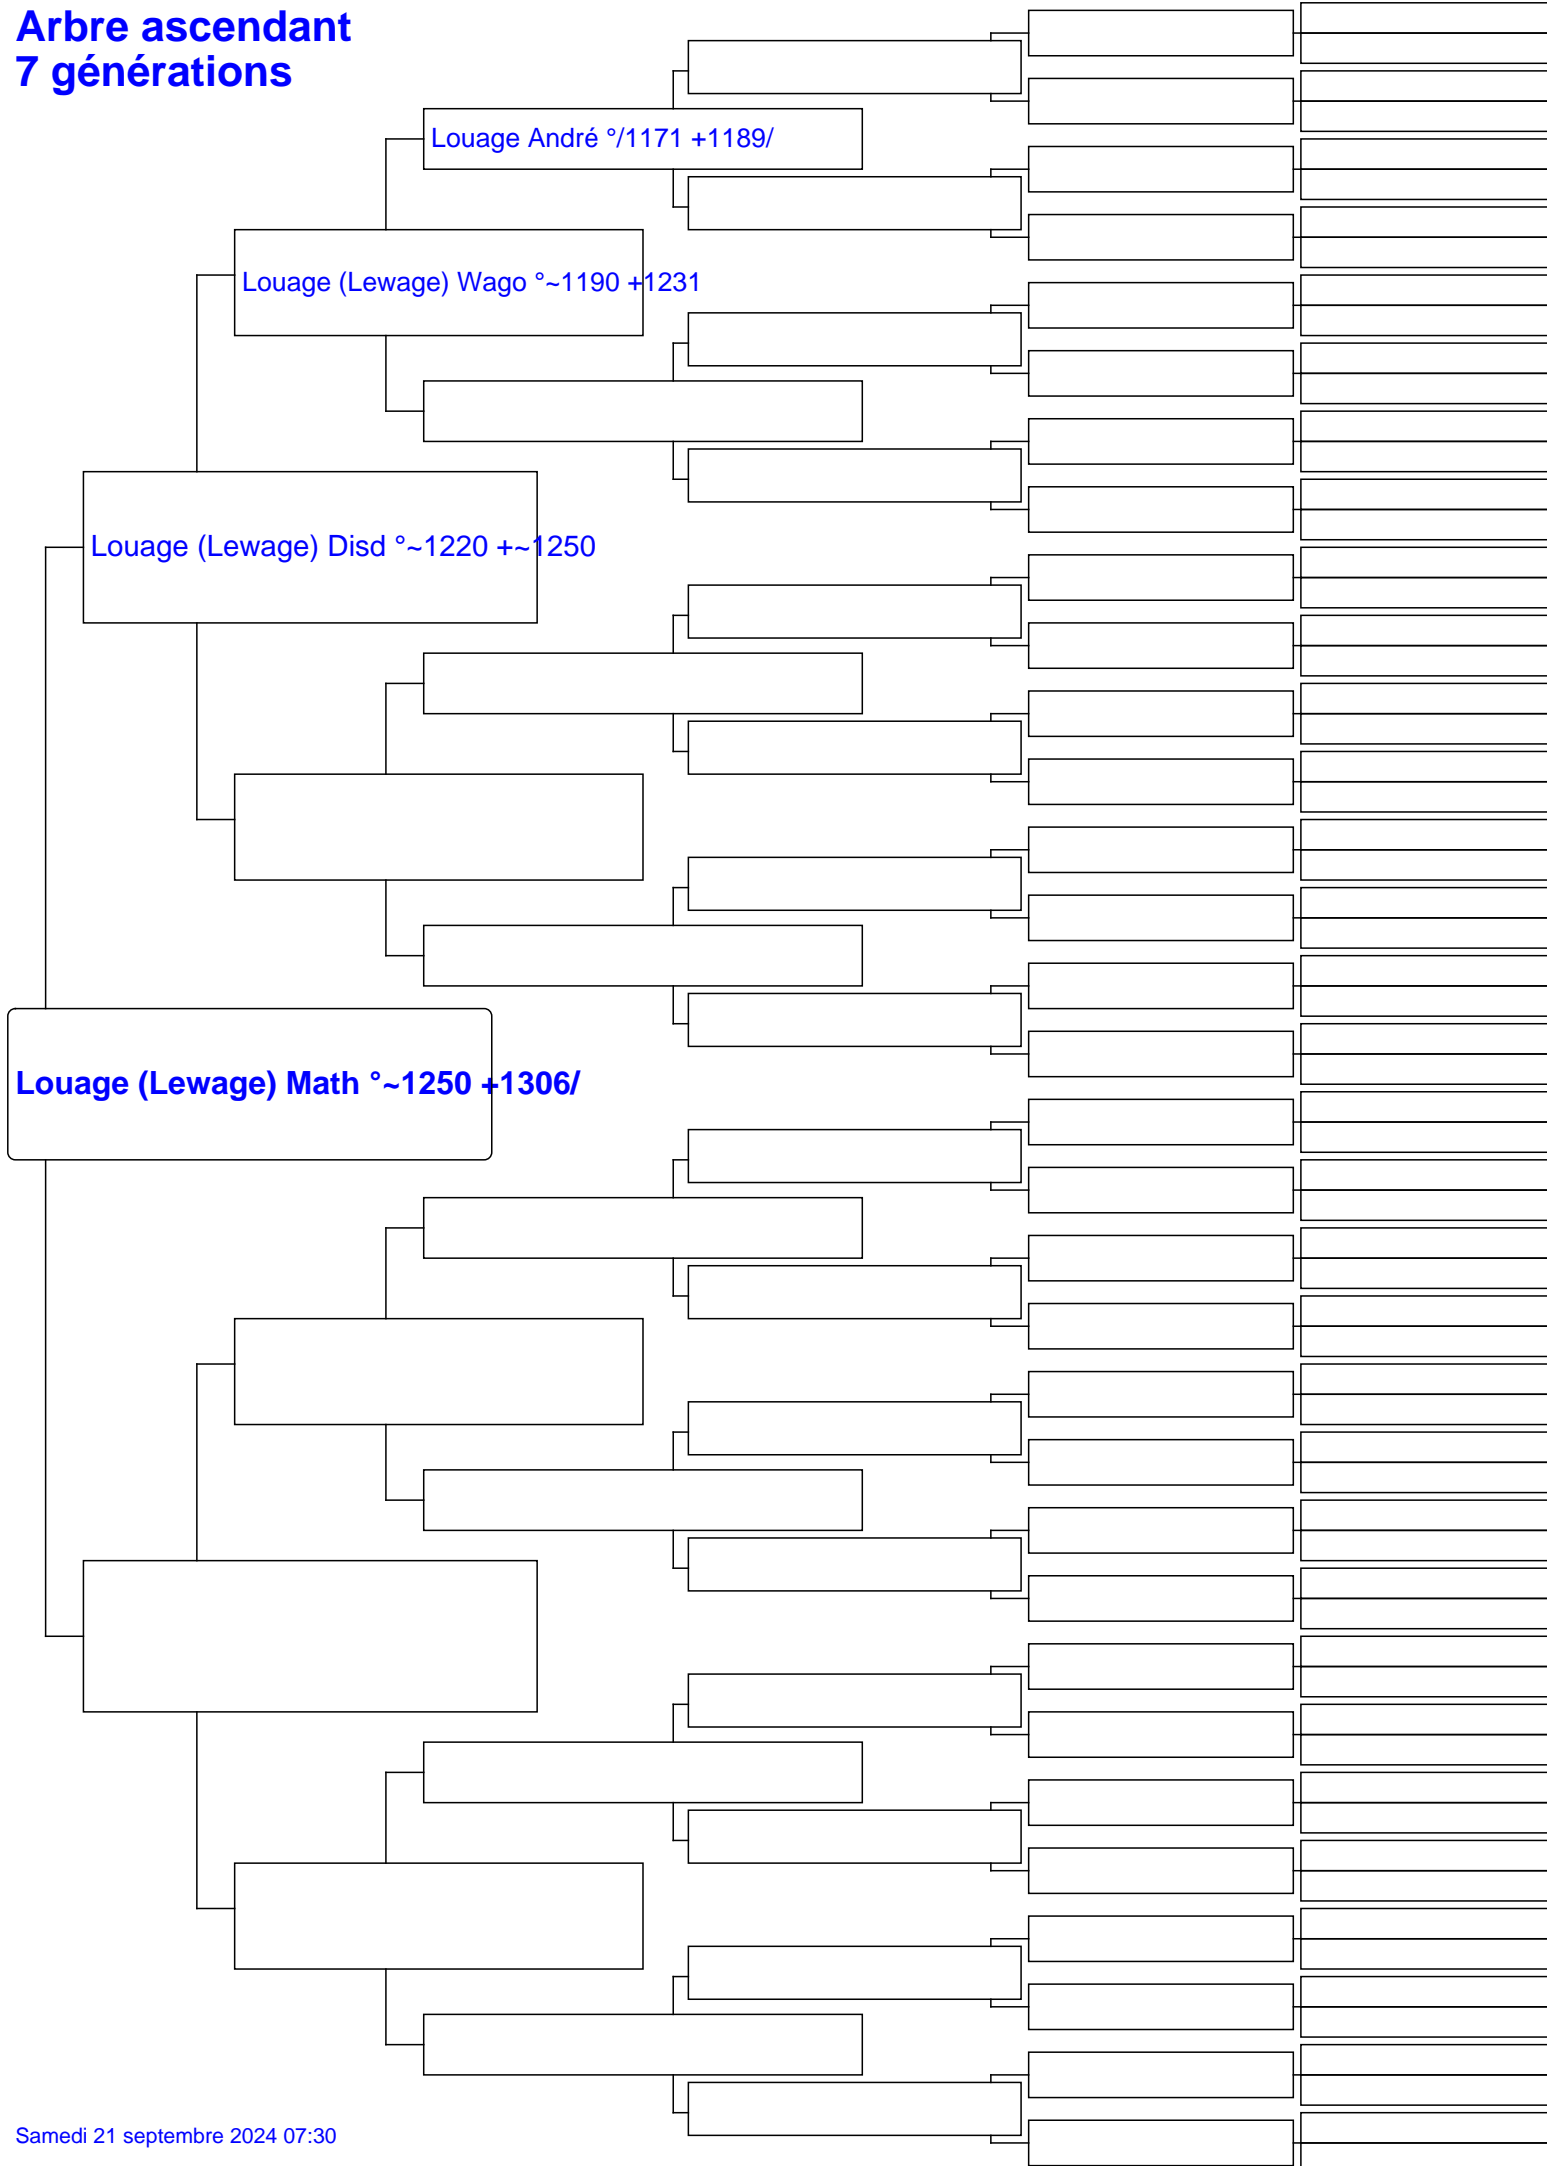 Arbre ascendant
7 générations
Louage André °/1171 +1189/
Louage (Lewage) Wago °~1190 +1231
Louage (Lewage) Disd °~1220 +~1250
Louage (Lewage) Math °~1250 +1306/
Samedi 21 septembre 2024 07:30